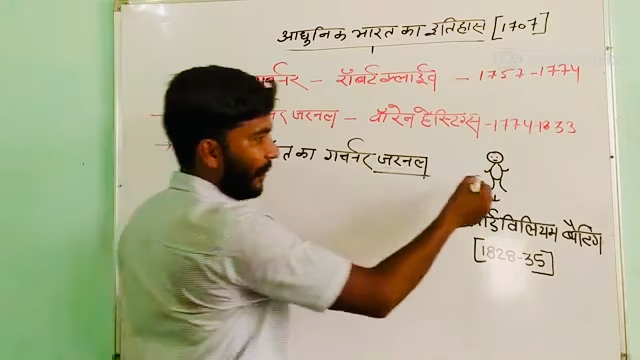 आधुनिक भारत का इतिहास [1707]
गवर्नर – रॉबर्ट क्लाईव – 1757-1774
जरनल – वॉरेन हेस्टिंग्स - 1774-1833
का गवर्नर जरनल
विलियम बैंटिंग
[1828-35]